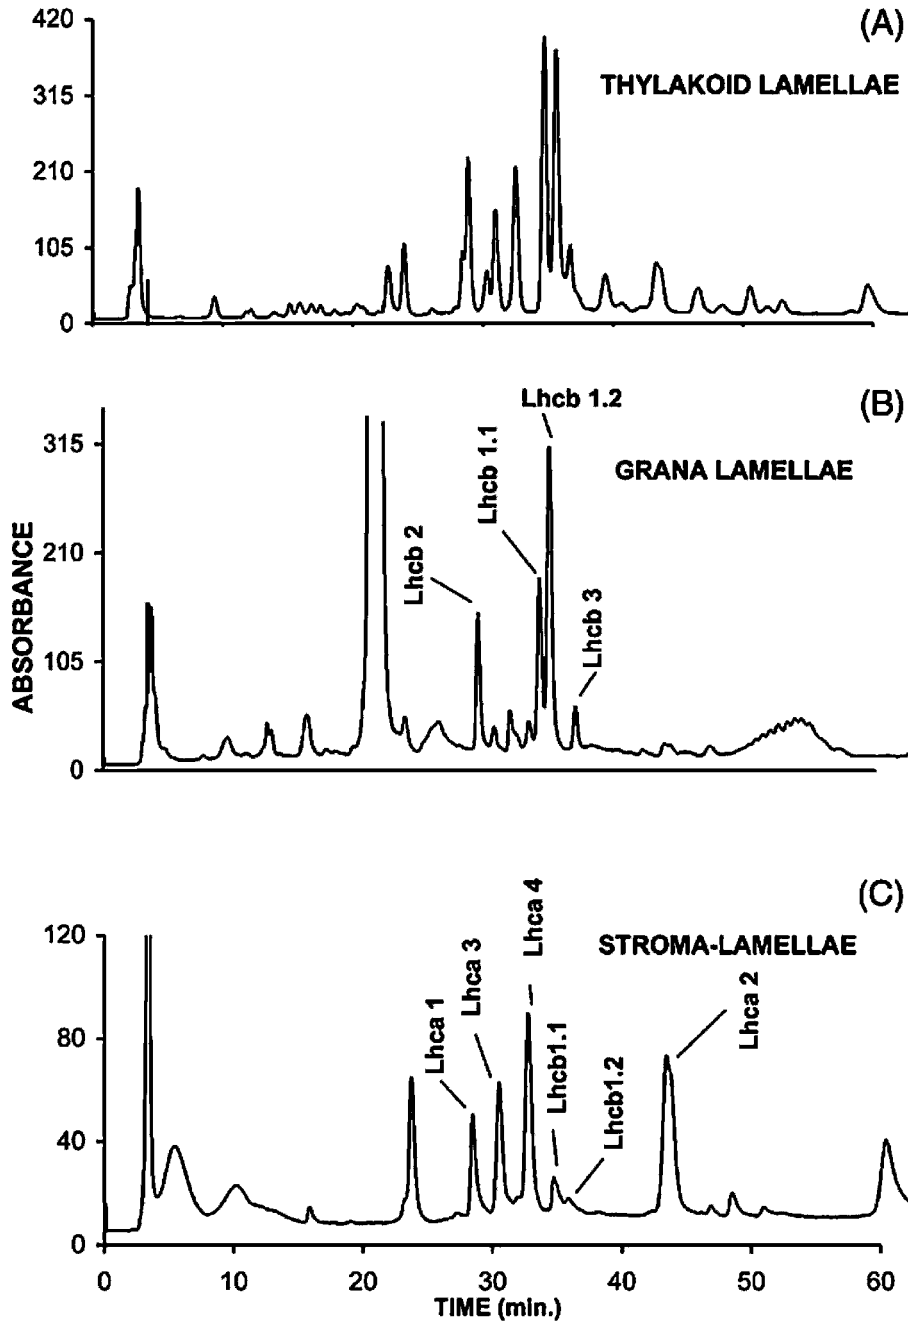 (A)
THYLAKOID LAMELLAE
420
315
210
105
0
(B)
GRANA LAMELLAE
Lhcb 1.2
Lhcb 1.1
Lhcb 2
Lhcb 3
315
210
105
0
ABSORBANCE
(C)
STROMA-LAMELLAE
Lhca 4
Lhca 3
Lhca 1
Lhcb1.1
Lhcb1.2
Lhca 2
120
80
40
0
0 10 20 30 40 50 60
TIME (min.)